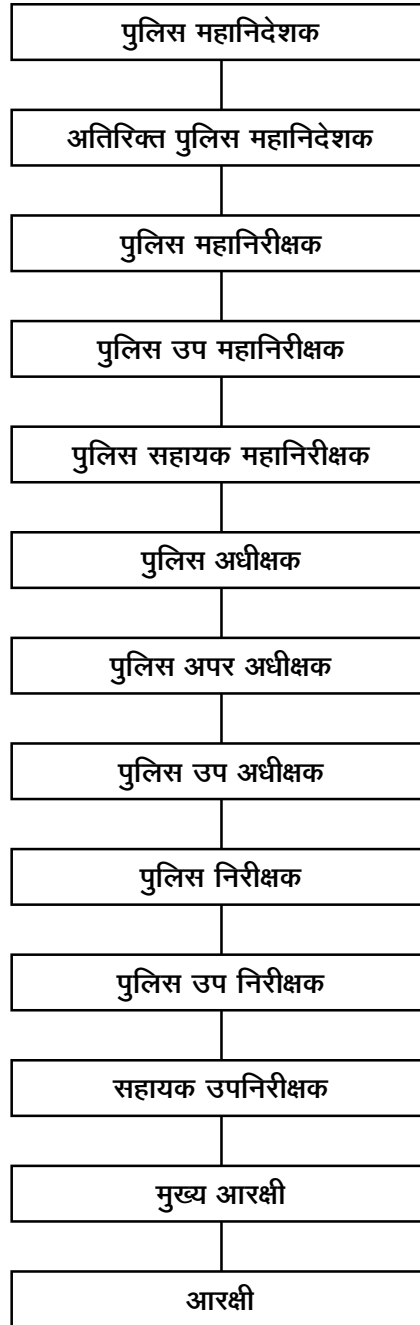 पुलिस महानिदेशक
अतिरिक्त पुलिस महानिदेशक
पुलिस महानिरीक्षक
पुलिस उप महानिरीक्षक
पुलिस सहायक महानिरीक्षक
पुलिस अधीक्षक
पुलिस अपर अधीक्षक
पुलिस उप अधीक्षक
पुलिस निरीक्षक
पुलिस उप निरीक्षक
सहायक उपनिरीक्षक
मुख्य आरक्षी
आरक्षी